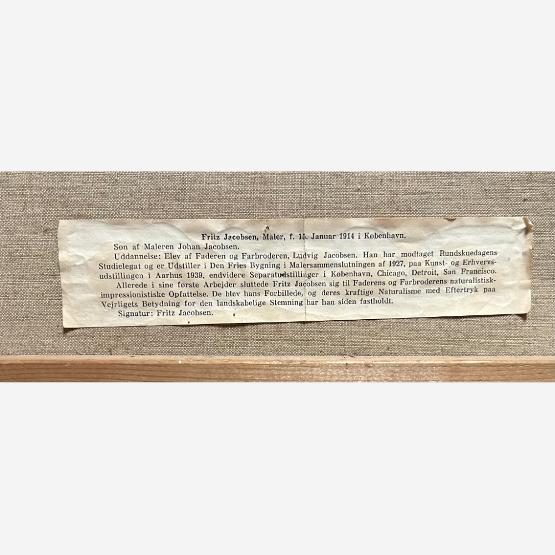 Fritz Jacobsen, Maler, f. 15. Januar 1914 i København.
Søn af Maleren Johan Jacobsen.
Uddannelse: Elev af Faderen og Farbroderen, Ludvig Jacobsen. Han har modtaget Rundskuedagens
Studielegat og er Udstiller i Den Fries Bygning i Malersammenslutningen af 1927, paa Kunst- og Erhvervs-
udstillingen i Aarhus 1939, endvidere Separatudstillinger i København, Chicago, Detroit, San Francisco.
Allerede i sine første Arbejder sluttede Fritz Jacobsen sig til Faderens og Farbroderens naturalistisk-
impressionistiske Opfattelse. De blev hans Forbillede, og deres kraftige Naturalisme med Eftertryk paa
Vejrligets Betydning for den landskabelige Stemning har han siden fastholdt.
Signatur: Fritz Jacobsen.